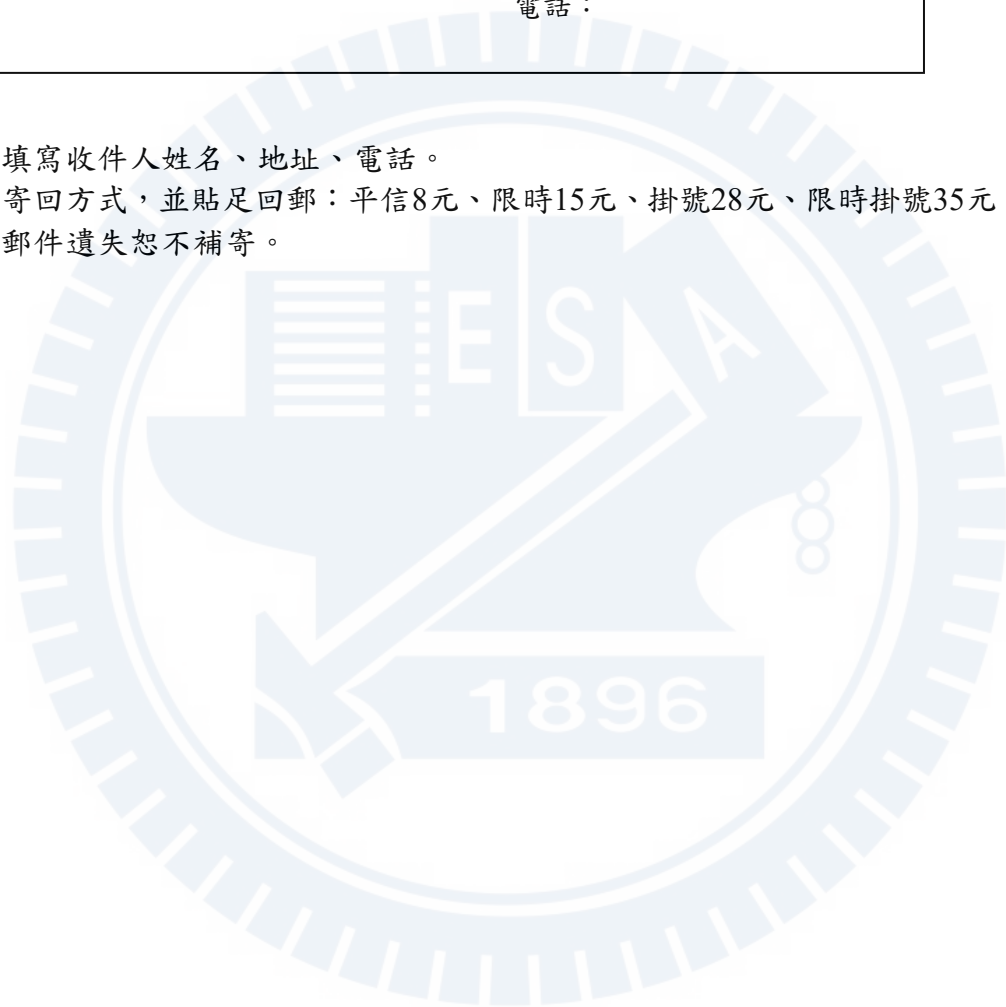 電話：
填寫收件人姓名、地址、電話。
寄回方式，並貼足回郵：平信8元、限時15元、掛號28元、限時掛號35元
郵件遺失恕不補寄。
E S A
1896